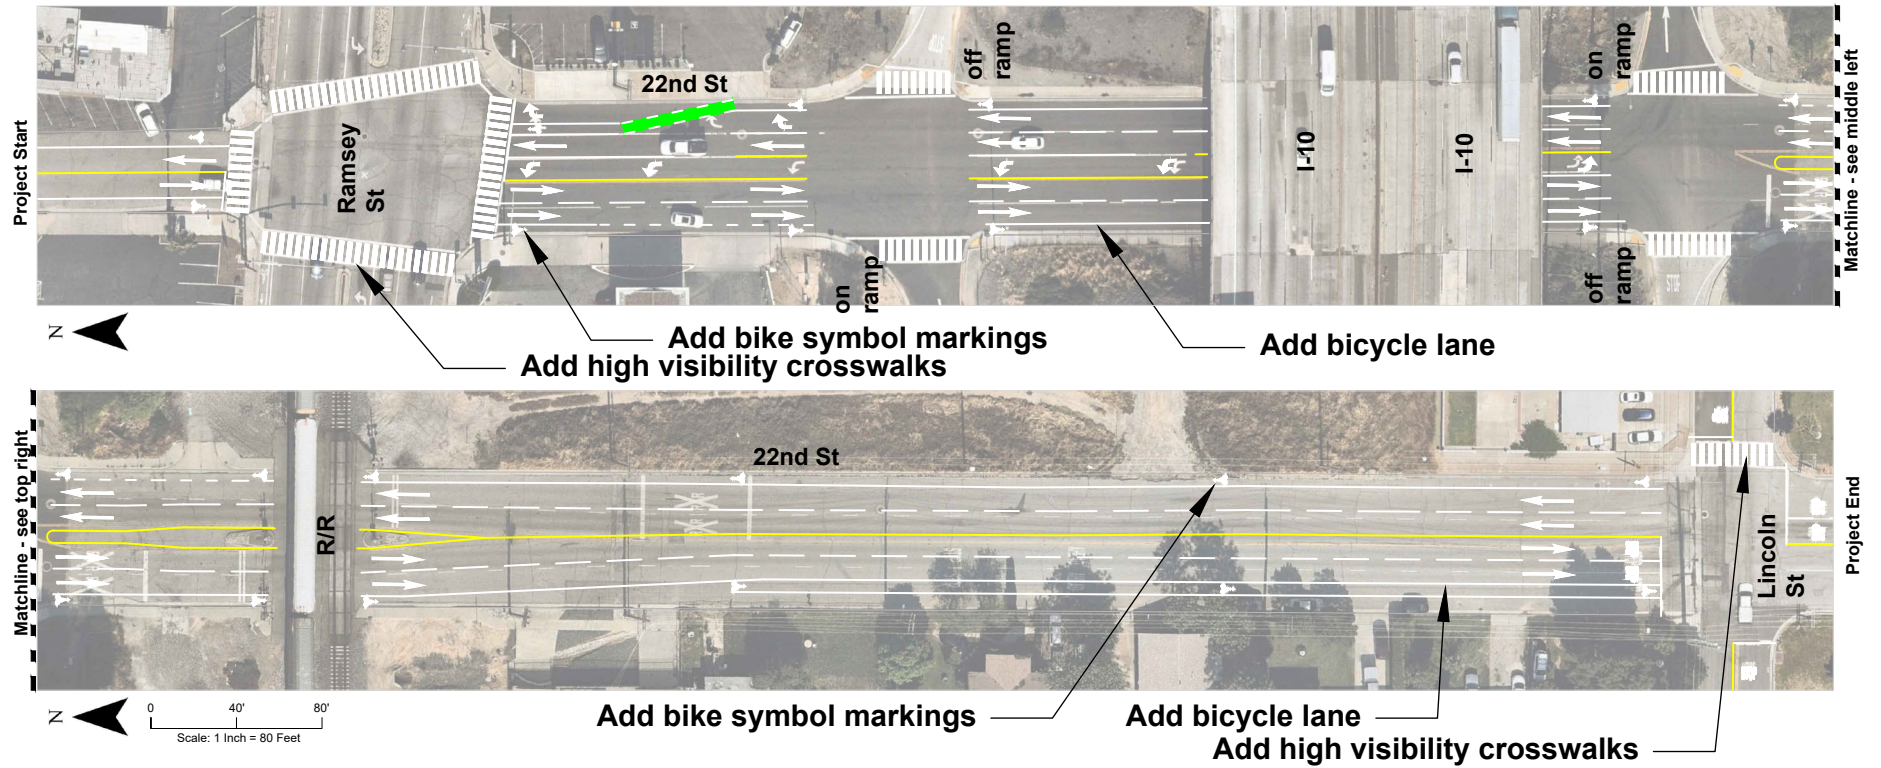 off
ramp
on
ramp
22nd St
Project Start
Ramsey
St
I-10
I-10
Matchline - see middle left
on
ramp
off
ramp
STOP
N
Add bike symbol markings
Add high visibility crosswalks
Add bicycle lane
Matchline - see top right
22nd St
R/R
Lincoln
St
Project End
N
0 40' 80'
Scale: 1 Inch = 80 Feet
Add bike symbol markings
Add bicycle lane
Add high visibility crosswalks